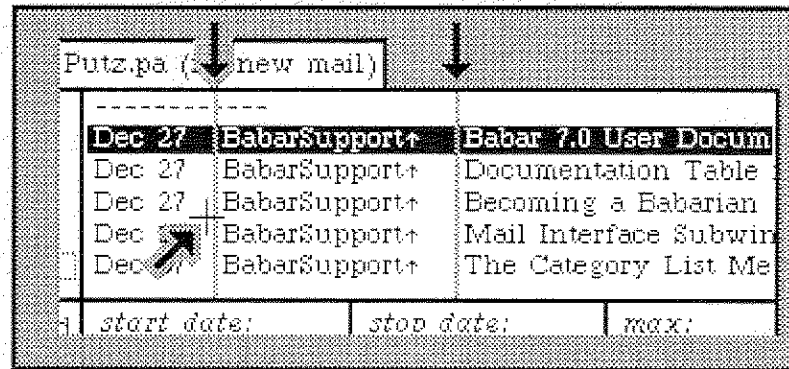 Putz.pa ( new mail)
------------
Dec 27 BabarSupport↑ Babar 7.0 User Docum
Dec 27 BabarSupport↑ Documentation Table
Dec 27 BabarSupport↑ Becoming a Babarian
Dec BabarSupport↑ Mail Interface Subwin
Dec 27 BabarSupport↑ The Category List Me
start date: stop date: max: